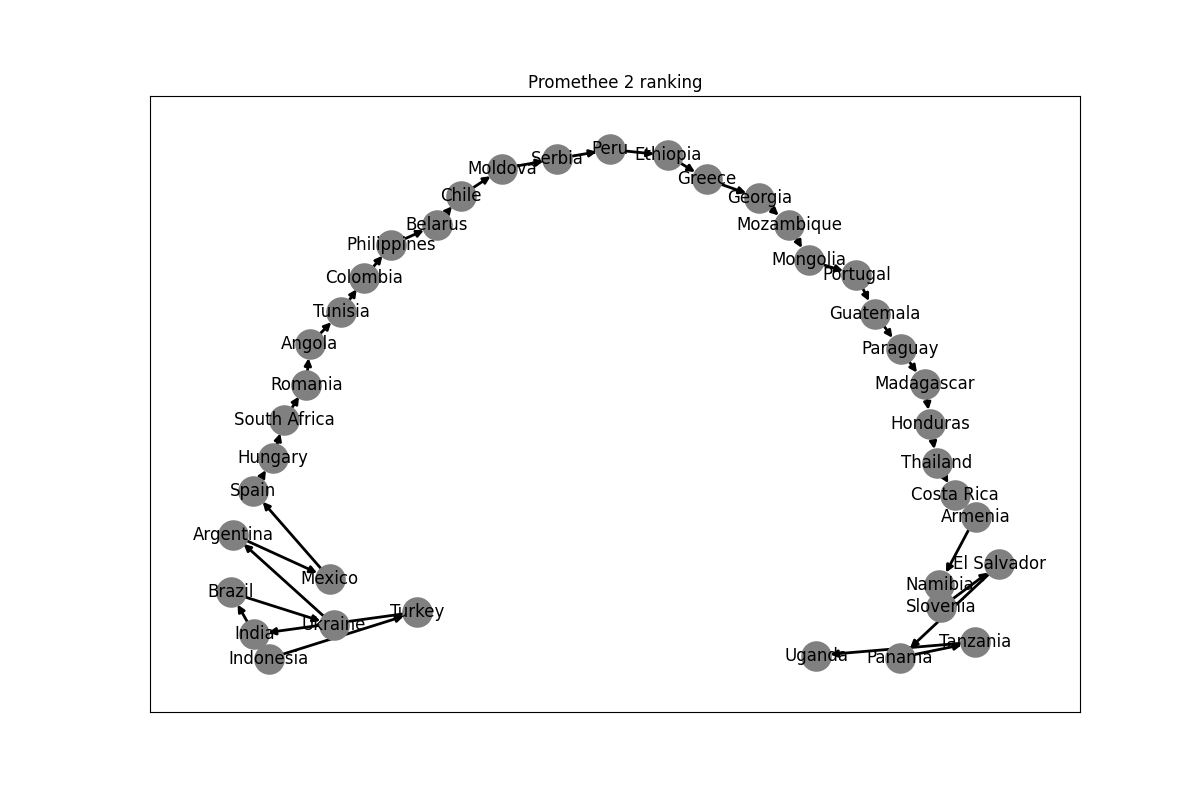 Promethee 2 ranking
Peru
Ethiopia
Serbia
Moldova
Greece
Chile
Georgia
Belarus
Mozambique
Philippines
Mongolia
Portugal
Colombia
Tunisia
Guatemala
Angola
Paraguay
Romania
Madagascar
South Africa
Honduras
Hungary
Thailand
Spain
Costa Rica
Armenia
Argentina
El Salvador
Mexico
Namibia
Brazil
Slovenia
Turkey
Ukraine
India
Tanzania
Uganda
Panama
Indonesia